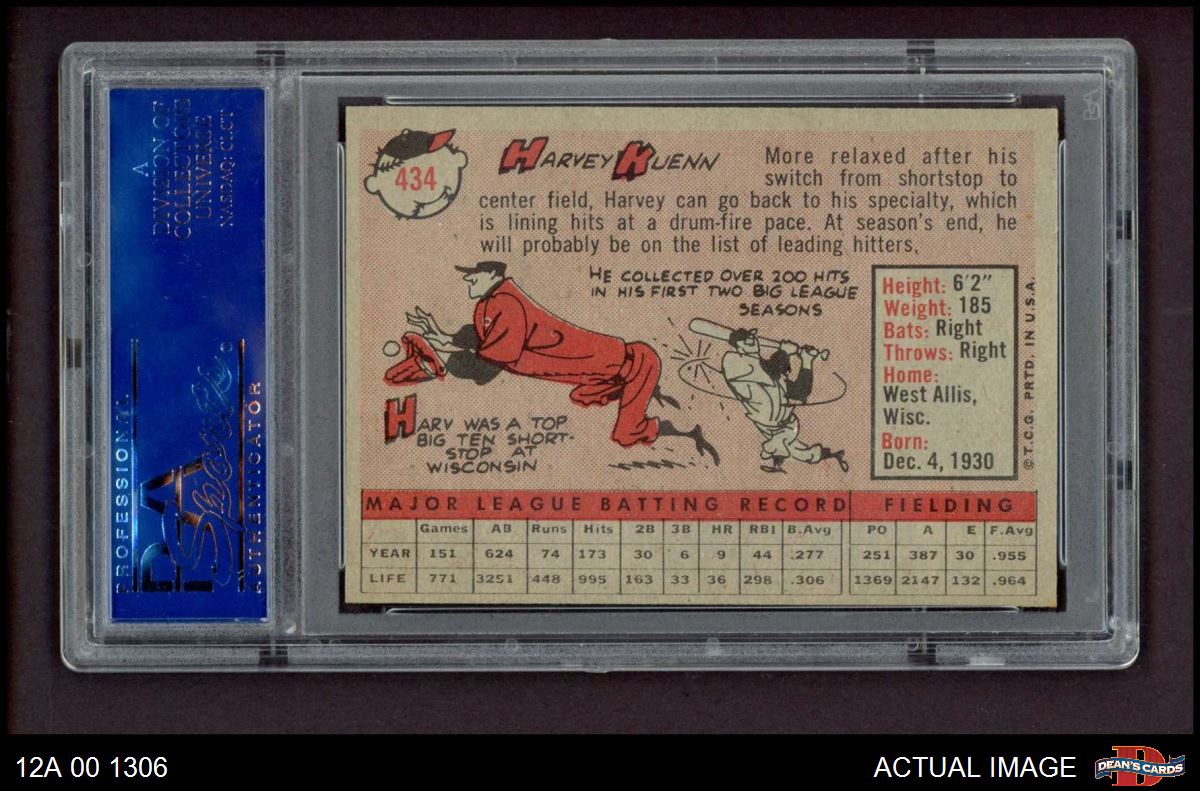 A
DIVISION OF
COLLECTORS
UNIVERSE
NASDAQ: CLCT
PROFESSIONAL
PSA
Sports
AUTHENTICATOR
434
HARVEY KUENN
More relaxed after his
switch from shortstop to
center field, Harvey can go back to his specialty, which
is lining hits at a drum-fire pace. At season's end, he
will probably be on the list of leading hitters.
HE COLLECTED OVER 200 HITS
IN HIS FIRST TWO BIG LEAGUE
SEASONS
HARV WAS A TOP
BIG TEN SHORT-
STOP AT
WISCONSIN
Height: 6'2"
Weight: 185
Bats: Right
Throws: Right
Home:
West Allis,
Wisc.
Born:
Dec. 4, 1930
© T.C.G. PRTD. IN U.S.A.
MAJOR LEAGUE BATTING RECORD FIELDING
Games AB Runs Hits 2B 3B HR RBI B.Avg PO A E F.Avg
YEAR 151 624 74 173 30 6 9 44 .277 251 387 30 .955
LIFE 771 3251 448 995 163 33 36 298 .306 1369 2147 132 .964
12A 00 1306
ACTUAL IMAGE
DEAN'S CARDS